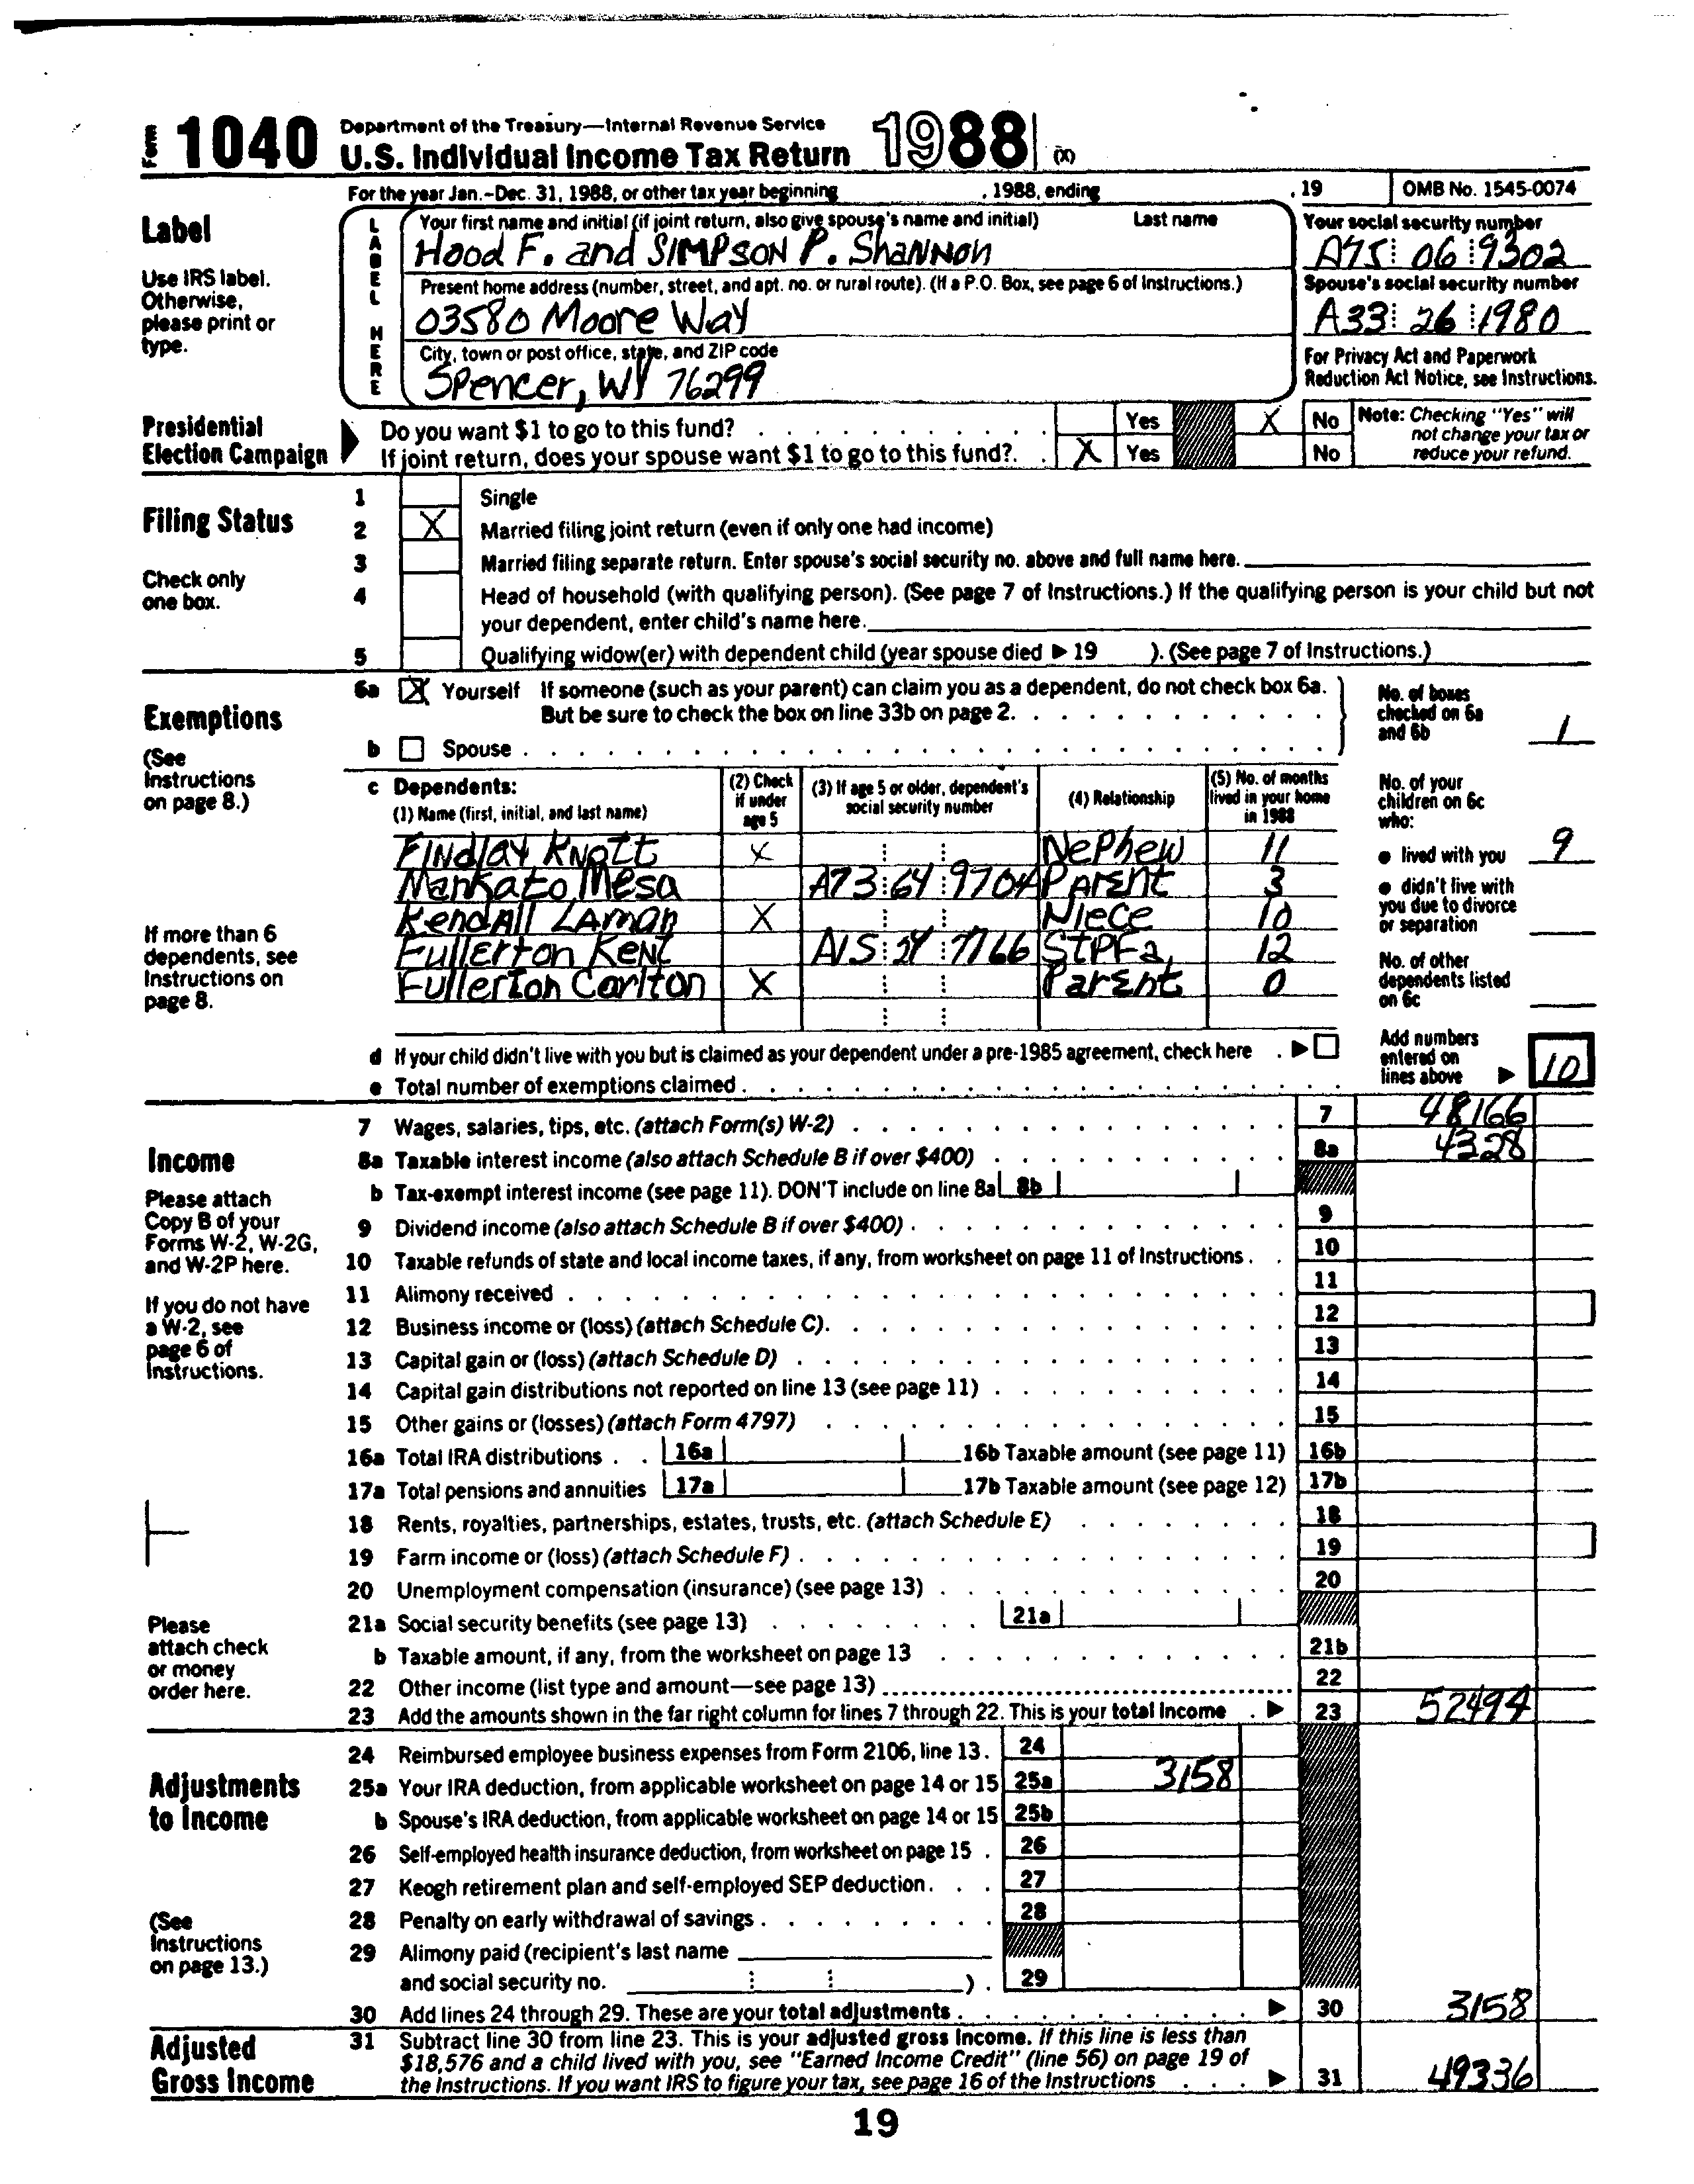 Form 1040 Department of the Treasury—Internal Revenue Service
U.S. Individual Income Tax Return 1988 (X)
For the year Jan.-Dec. 31, 1988, or other tax year beginning , 1988, ending , 19 OMB No. 1545-0074
Label
Use IRS label. Otherwise, please print or type.
LABEL HERE
Your first name and initial (if joint return, also give spouse's name and initial) Last name
Hood F. and SIMPSON P. Shannon
Your social security number
A75 06 9302
Present home address (number, street, and apt. no. or rural route). (If a P.O. Box, see page 6 of Instructions.)
03580 Moore Way
Spouse's social security number
A33 26 1980
City, town or post office, state, and ZIP code
Spencer, WY 76299
For Privacy Act and Paperwork Reduction Act Notice, see Instructions.
Presidential Election Campaign
Do you want $1 to go to this fund? Yes X No
If joint return, does your spouse want $1 to go to this fund? X Yes No
Note: Checking "Yes" will not change your tax or reduce your refund.
Filing Status
Check only one box.
1 Single
2 X Married filing joint return (even if only one had income)
3 Married filing separate return. Enter spouse's social security no. above and full name here.
4 Head of household (with qualifying person). (See page 7 of Instructions.) If the qualifying person is your child but not
your dependent, enter child's name here.
5 Qualifying widow(er) with dependent child (year spouse died ▶ 19 ). (See page 7 of Instructions.)
Exemptions
(See Instructions on page 8.)
6a X Yourself If someone (such as your parent) can claim you as a dependent, do not check box 6a.
But be sure to check the box on line 33b on page 2.
b Spouse
No. of boxes checked on 6a and 6b 1
c Dependents:
(1) Name (first, initial, and last name) (2) Check if under age 5 (3) If age 5 or older, dependent's social security number (4) Relationship (5) No. of months lived in your home in 1988
Findlay Knott X Nephew 11
Mankato Mesa A73 64 9704 Parent 3
Kendall Laman X Niece 10
Fullerton Kent 7766 StPFa 12
Fullerton Carlton X Parent 0
If more than 6 dependents, see Instructions on page 8.
No. of your children on 6c who:
● lived with you 9
● didn't live with you due to divorce or separation
No. of other dependents listed on 6c
d If your child didn't live with you but is claimed as your dependent under a pre-1985 agreement, check here ▶
e Total number of exemptions claimed
Add numbers entered on lines above ▶ 10
Income
Please attach Copy B of your Forms W-2, W-2G, and W-2P here.
If you do not have a W-2, see page 6 of Instructions.
Please attach check or money order here.
7 Wages, salaries, tips, etc. (attach Form(s) W-2) 7 48166
8a Taxable interest income (also attach Schedule B if over $400) 8a 4328
b Tax-exempt interest income (see page 11). DON'T include on line 8a 8b
9 Dividend income (also attach Schedule B if over $400) 9
10 Taxable refunds of state and local income taxes, if any, from worksheet on page 11 of Instructions 10
11 Alimony received 11
12 Business income or (loss) (attach Schedule C) 12
13 Capital gain or (loss) (attach Schedule D) 13
14 Capital gain distributions not reported on line 13 (see page 11) 14
15 Other gains or (losses) (attach Form 4797) 15
16a Total IRA distributions 16a 16b Taxable amount (see page 11) 16b
17a Total pensions and annuities 17a 17b Taxable amount (see page 12) 17b
18 Rents, royalties, partnerships, estates, trusts, etc. (attach Schedule E) 18
19 Farm income or (loss) (attach Schedule F) 19
20 Unemployment compensation (insurance) (see page 13) 20
21a Social security benefits (see page 13) 21a
b Taxable amount, if any, from the worksheet on page 13 21b
22 Other income (list type and amount—see page 13) 22
23 Add the amounts shown in the far right column for lines 7 through 22. This is your total income ▶ 23 52494
Adjustments to Income
(See Instructions on page 13.)
24 Reimbursed employee business expenses from Form 2106, line 13. 24
25a Your IRA deduction, from applicable worksheet on page 14 or 15 25a 3158
b Spouse's IRA deduction, from applicable worksheet on page 14 or 15 25b
26 Self-employed health insurance deduction, from worksheet on page 15 26
27 Keogh retirement plan and self-employed SEP deduction 27
28 Penalty on early withdrawal of savings 28
29 Alimony paid (recipient's last name
and social security no. ) 29
30 Add lines 24 through 29. These are your total adjustments ▶ 30 3158
Adjusted Gross Income
31 Subtract line 30 from line 23. This is your adjusted gross income. If this line is less than
$18,576 and a child lived with you, see "Earned Income Credit" (line 56) on page 19 of
the Instructions. If you want IRS to figure your tax, see page 16 of the Instructions ▶ 31 49336
19